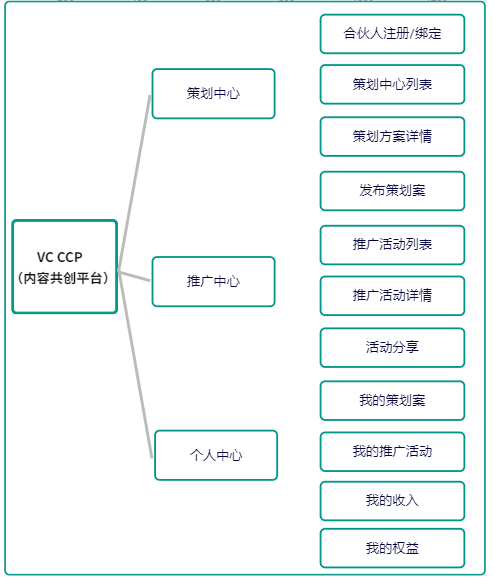 VC CCP
（内容共创平台）
策划中心
推广中心
个人中心
合伙人注册/绑定
策划中心列表
策划方案详情
发布策划案
推广活动列表
推广活动详情
活动分享
我的策划案
我的推广活动
我的收入
我的权益